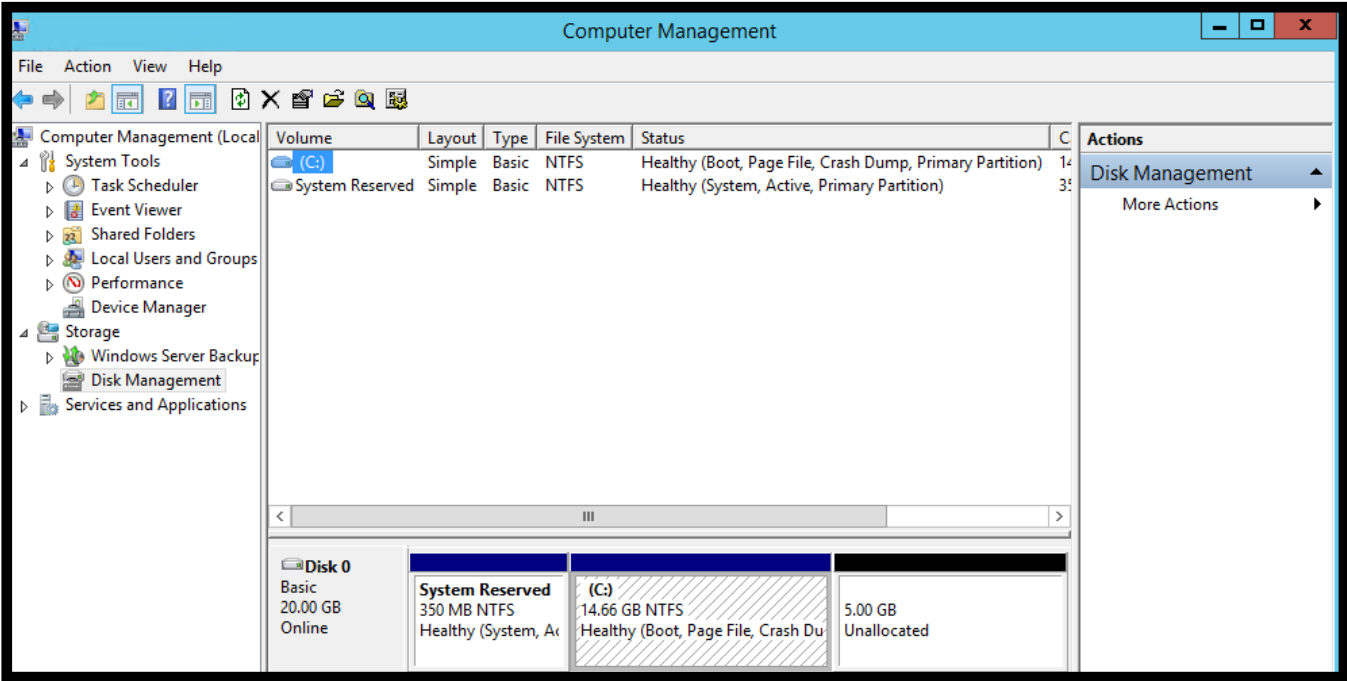 Computer Management
File Action View Help
Computer Management (Local
System Tools
Task Scheduler
Event Viewer
Shared Folders
Local Users and Groups
Performance
Device Manager
Storage
Windows Server Backup
Disk Management
Services and Applications
Volume Layout Type File System Status C
(C:) Simple Basic NTFS Healthy (Boot, Page File, Crash Dump, Primary Partition) 14
System Reserved Simple Basic NTFS Healthy (System, Active, Primary Partition) 35
Actions
Disk Management
More Actions
Disk 0
Basic
20.00 GB
Online
System Reserved
350 MB NTFS
Healthy (System, Ac
(C:)
14.66 GB NTFS
Healthy (Boot, Page File, Crash Du
5.00 GB
Unallocated